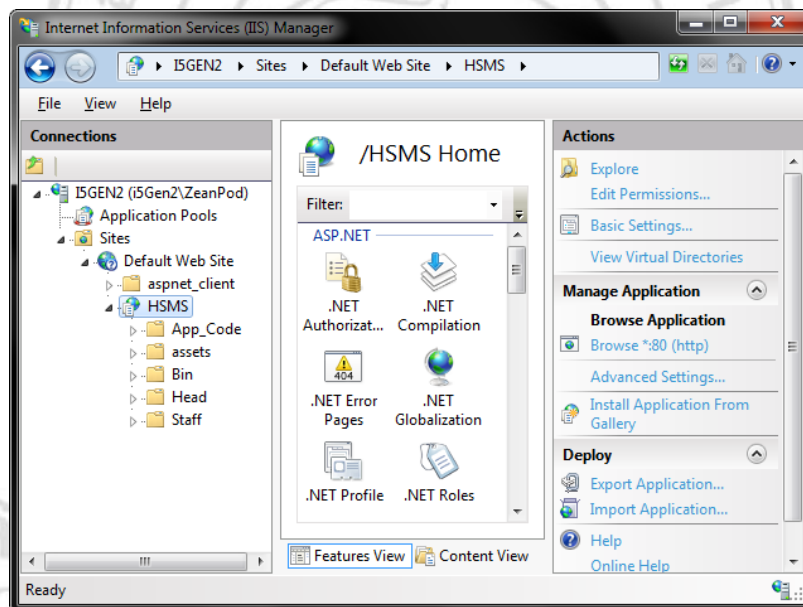 Internet Information Services (IIS) Manager
I5GEN2 Sites Default Web Site HSMS
File View Help
Connections
I5GEN2 (i5Gen2\ZeanPod)
Application Pools
Sites
Default Web Site
aspnet_client
HSMS
App_Code
assets
Bin
Head
Staff
/HSMS Home
Filter:
ASP.NET
.NET
Authorizat...
.NET
Compilation
404
.NET Error
Pages
.NET
Globalization
.NET Profile
.NET Roles
Features View
Content View
Actions
Explore
Edit Permissions...
Basic Settings...
View Virtual Directories
Manage Application
Browse Application
Browse *:80 (http)
Advanced Settings...
Install Application From
Gallery
Deploy
Export Application...
Import Application...
Help
Online Help
Ready